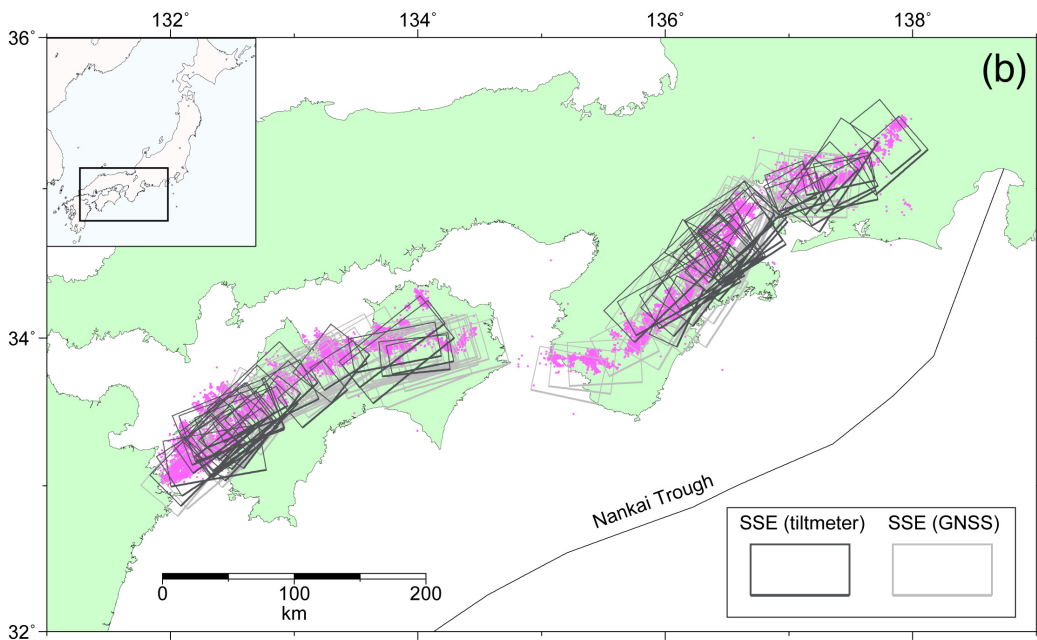 132° 134° 136° 138°
36°
(b)
34°
Nankai Trough
SSE (tiltmeter) SSE (GNSS)
0 100 200
km
32°